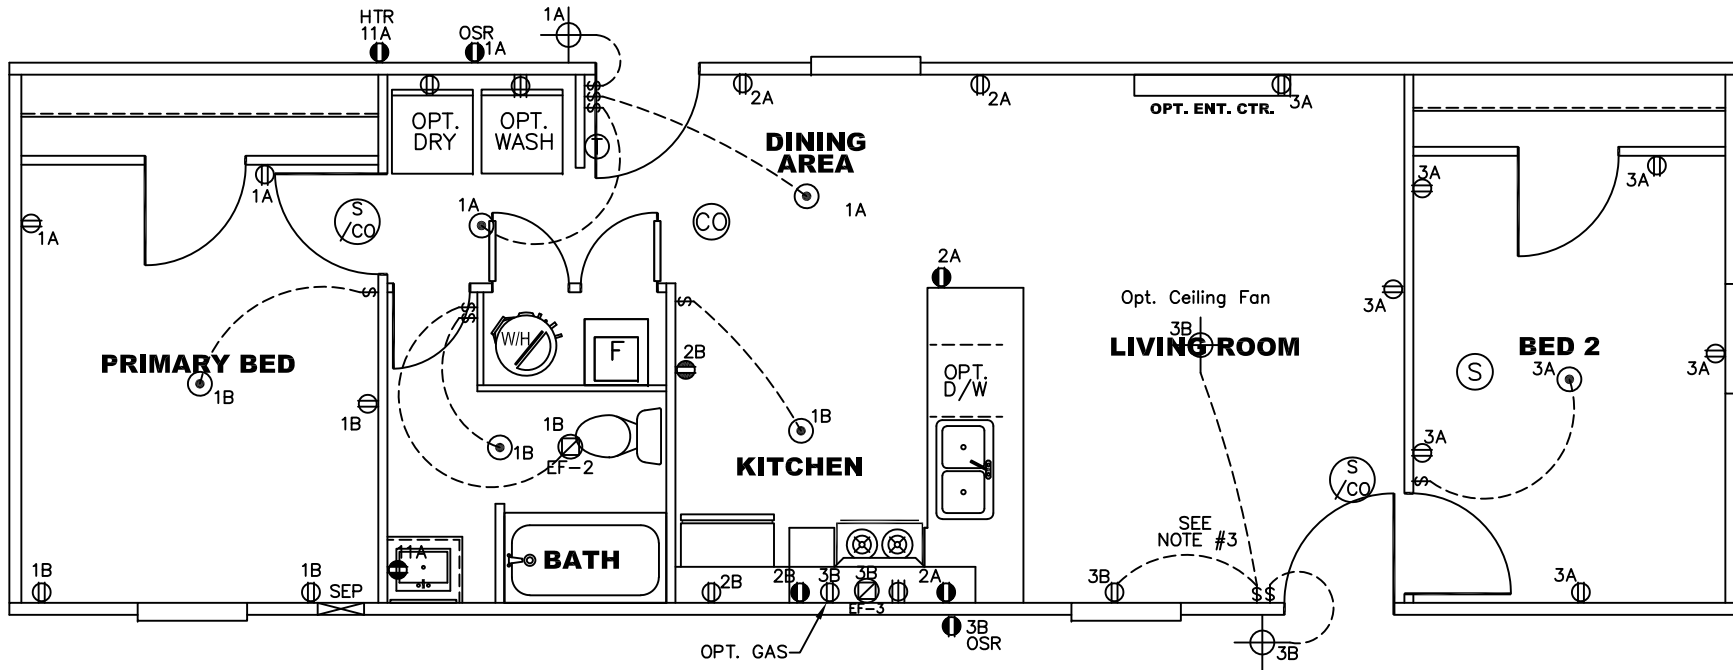 HTR
11A
OSR
1A
1A
$
$
$
2A
2A
3A
OPT. ENT. CTR.
OPT.
DRY
OPT.
WASH
T
DINING
AREA
1A
1A
1A
S
/CO
1A
CO
1A
3A
3A
2A
$
$
$
$
W/H
F
2B
Opt. Ceiling Fan
3B
3A
PRIMARY BED
1B
LIVING ROOM
BED 2
3A
3A
S
OPT.
D/W
1B
1B
1B
1B
EF-2
KITCHEN
3A
$
S
/CO
SEE
NOTE #3
11A
BATH
1B
1B
SEP
2B
2B
3B
3B
2A
EF-3
3B
$$
3A
OPT. GAS
3B
OSR
3B